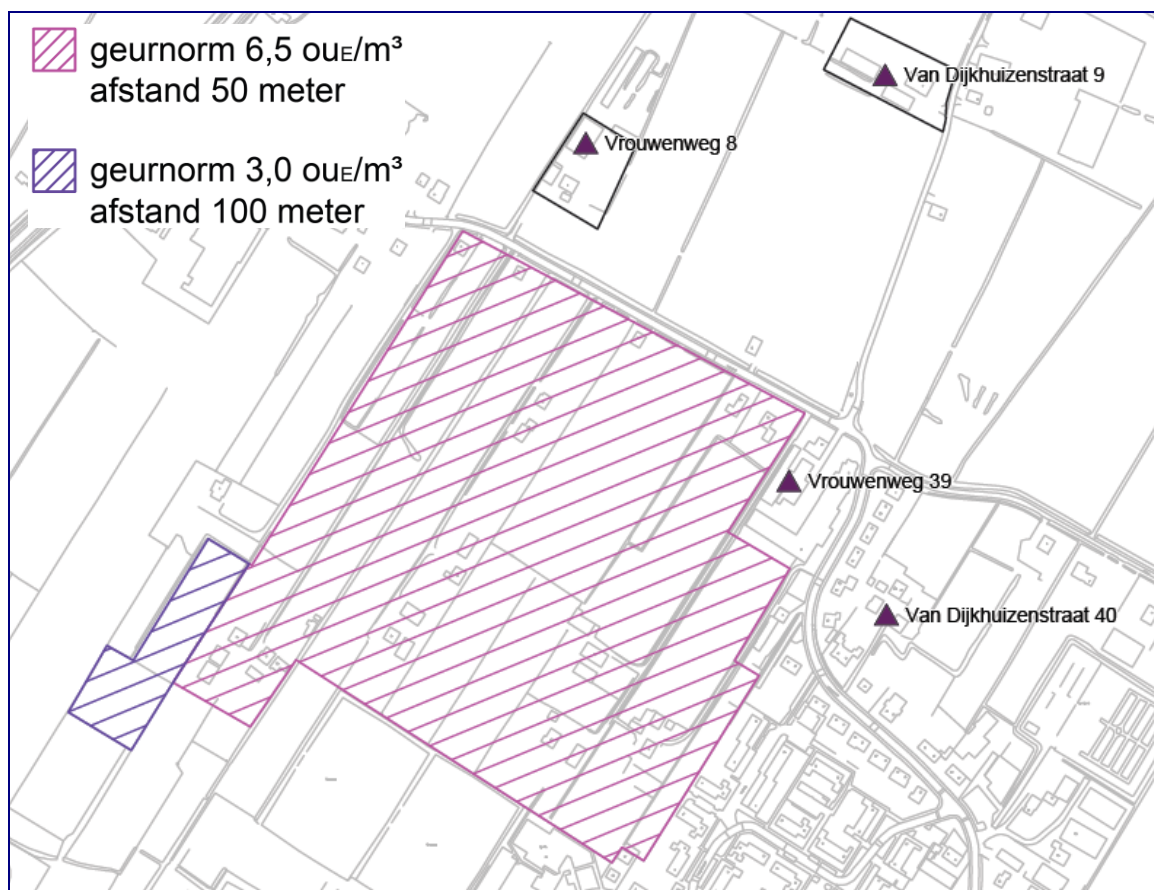 geurnorm 6,5 ouE/m³
afstand 50 meter
geurnorm 3,0 ouE/m³
afstand 100 meter
Van Dijkhuizenstraat 9
Vrouwenweg 8
Vrouwenweg 39
Van Dijkhuizenstraat 40